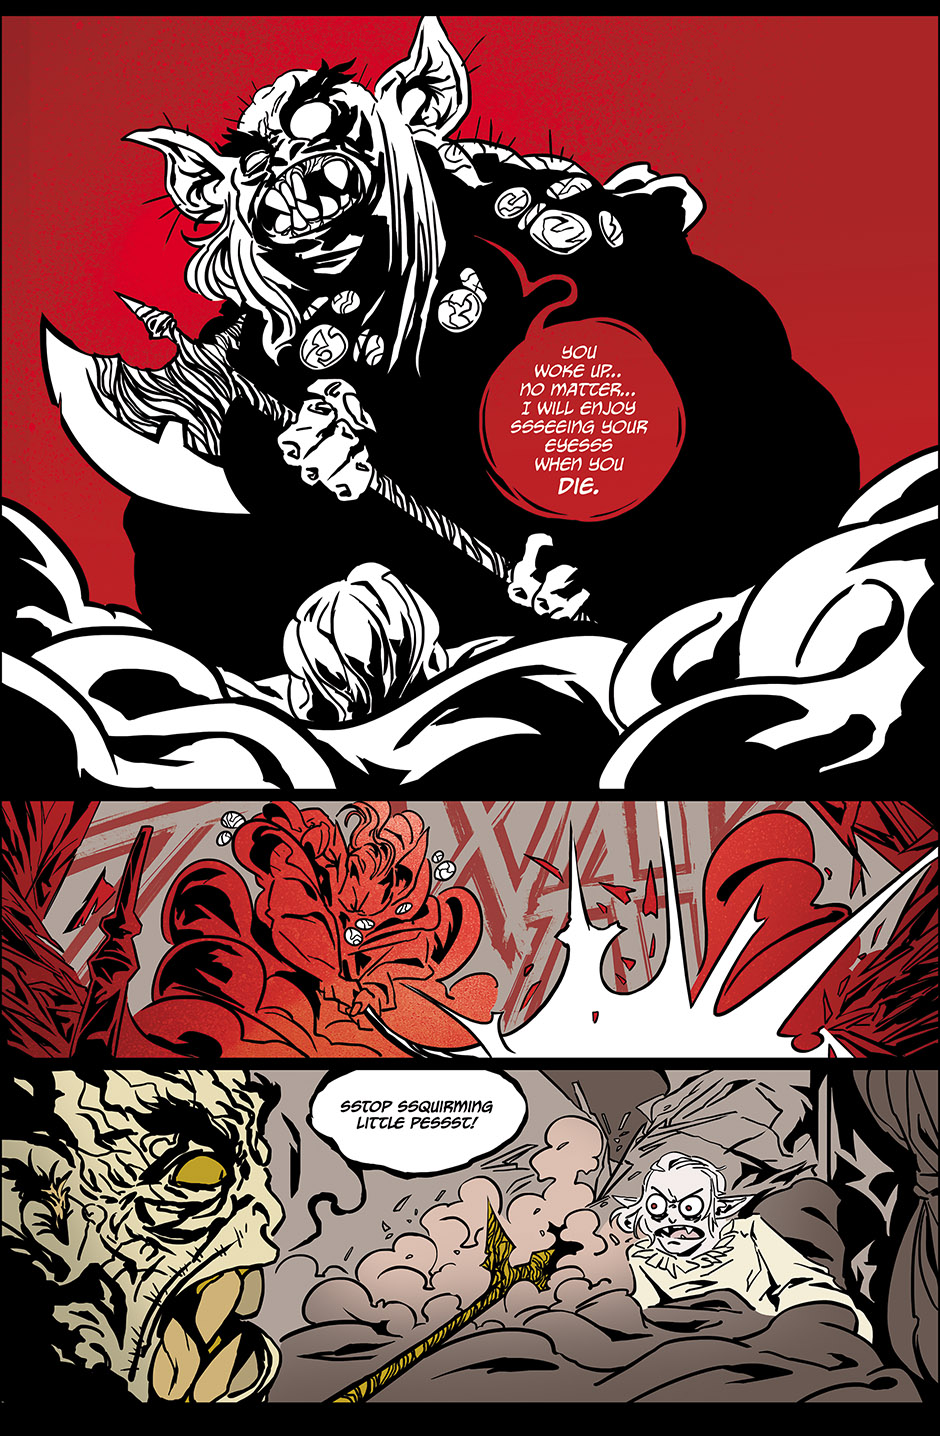 YOU
WOKE UP...
NO MATTER...
I WILL ENJOY
SSSEEING YOUR
EYESSS
WHEN YOU
DIE.
SSTOP SSQUIRMING
LITTLE PESSST!